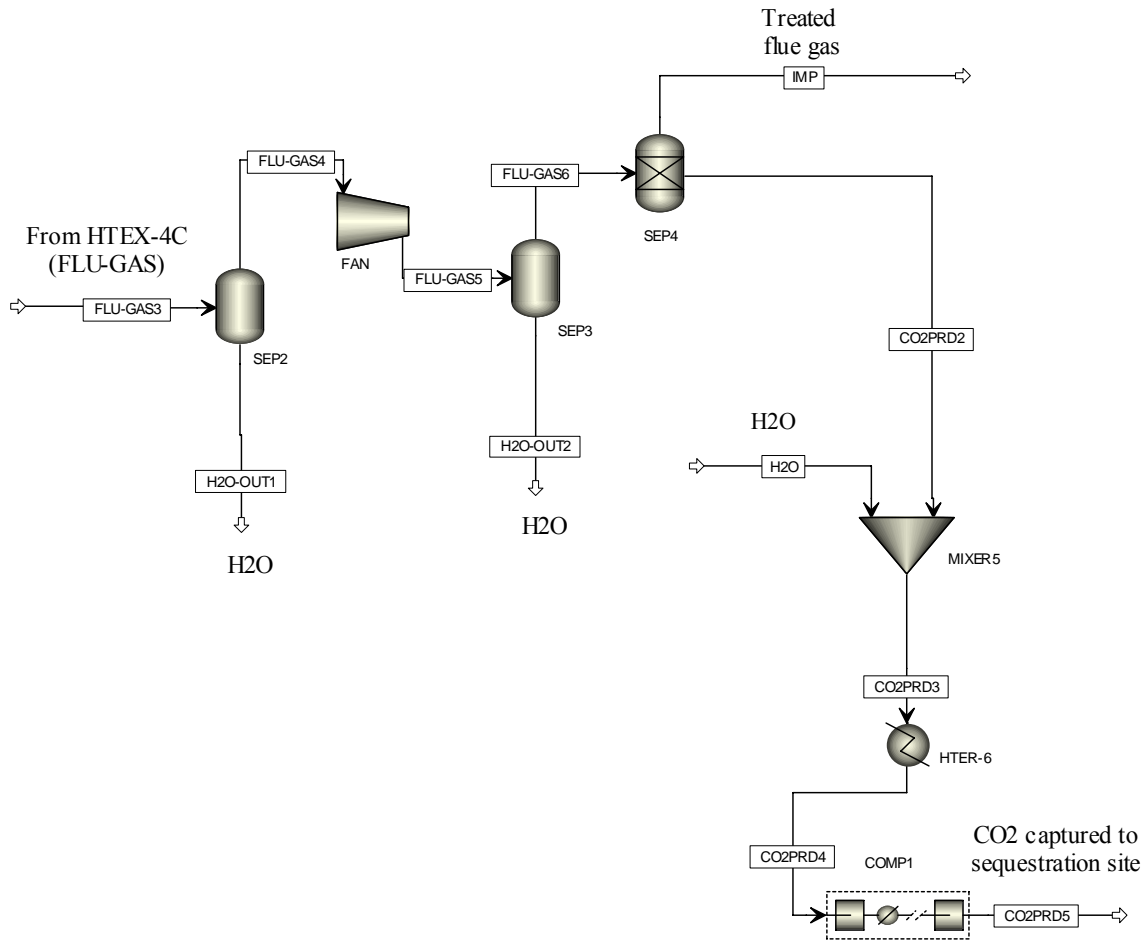 Treated
flue gas
IMP
FLU-GAS4
FLU-GAS6
SEP4
From HTEX-4C
(FLU-GAS)
FAN
FLU-GAS5
FLU-GAS3
SEP3
SEP2
CO2PRD2
H2O
H2O-OUT2
H2O
H2O-OUT1
H2O
H2O
MIXER5
CO2PRD3
HTER-6
CO2PRD4
COMP1
CO2 captured to
sequestration site
CO2PRD5